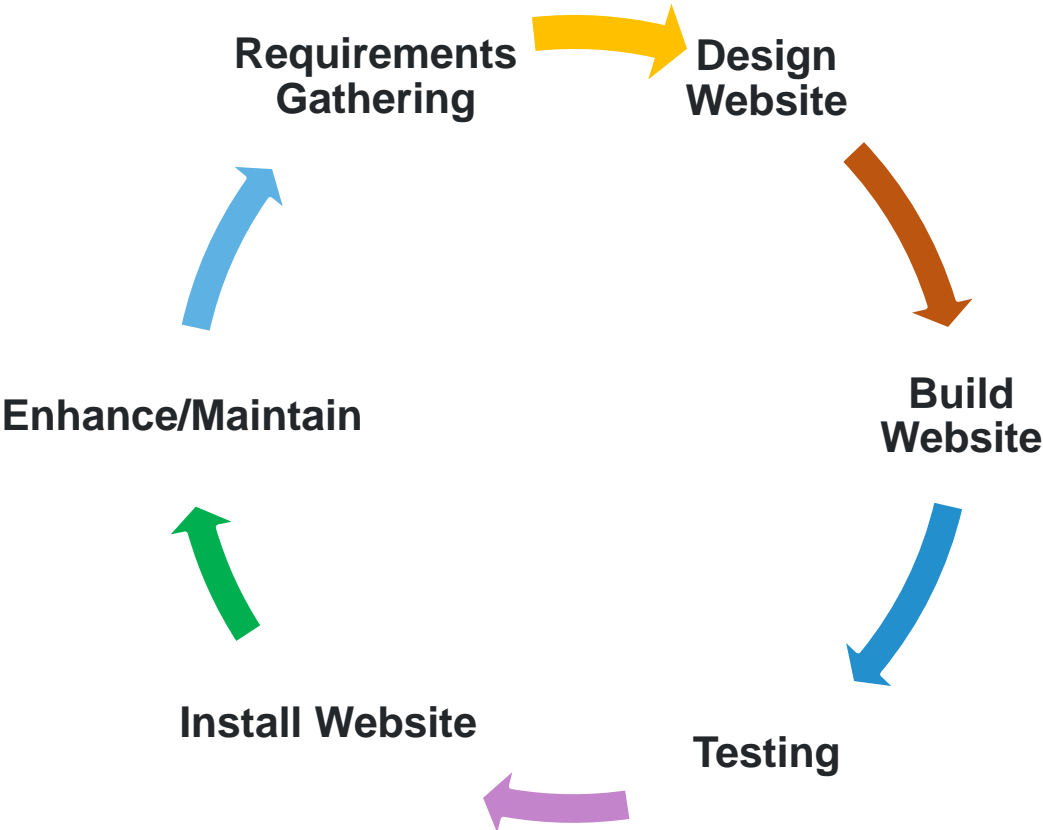 Requirements
Gathering
Design
Website
Build
Website
Testing
Install Website
Enhance/Maintain